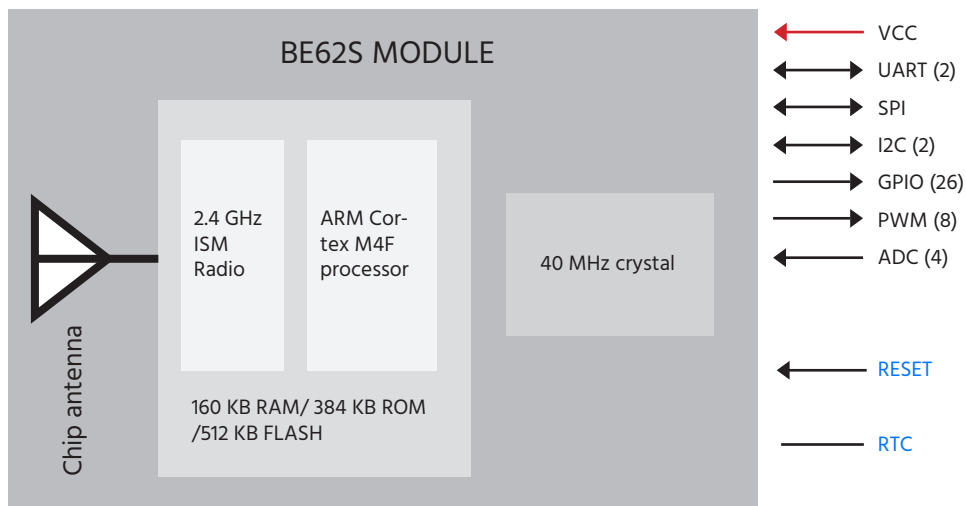 BE62S MODULE
2.4 GHz
ISM
Radio
ARM Cor-
tex M4F
processor
160 KB RAM/ 384 KB ROM
/512 KB FLASH
40 MHz crystal
Chip antenna
VCC
UART (2)
SPI
I2C (2)
GPIO (26)
PWM (8)
ADC (4)
RESET
RTC